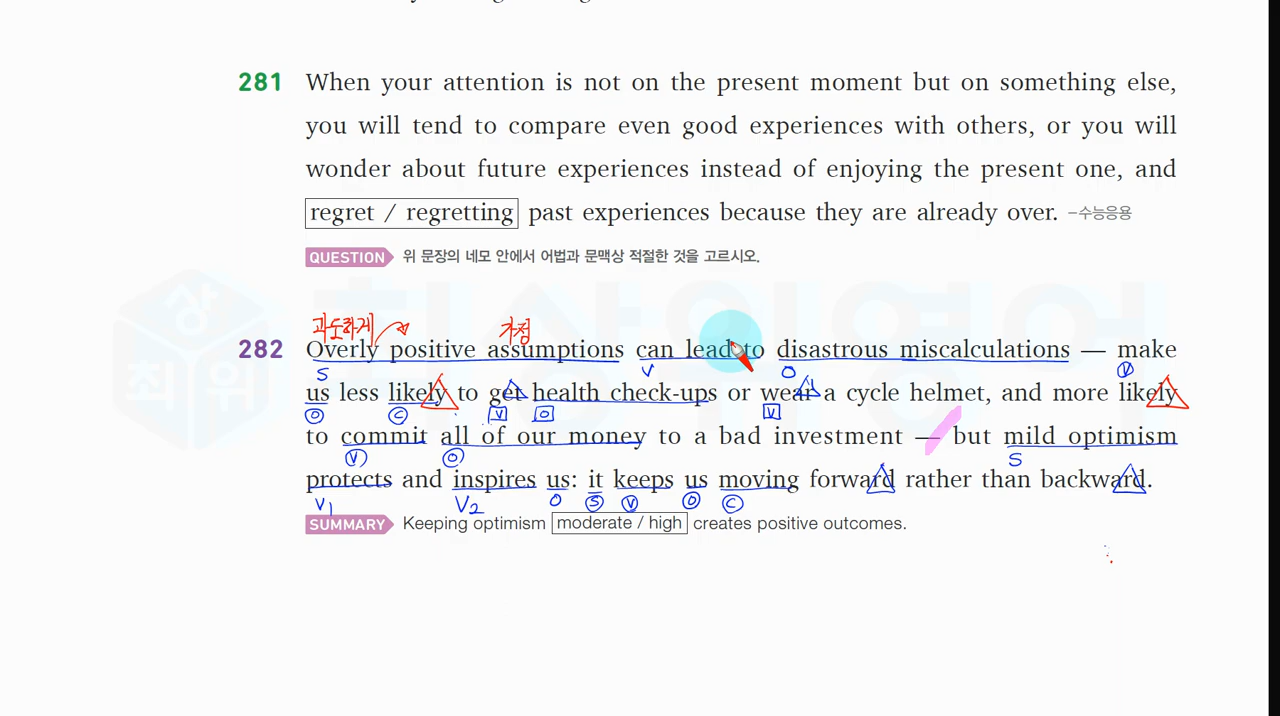 281 When your attention is not on the present moment but on something else,
you will tend to compare even good experiences with others, or you will
wonder about future experiences instead of enjoying the present one, and
regret / regretting past experiences because they are already over. –수능응용
QUESTION 위 문장의 네모 안에서 어법과 문맥상 적절한 것을 고르시오.
과도하게 가정
282 Overly positive assumptions can lead to disastrous miscalculations — make
S V O V
us less likely to get health check-ups or wear a cycle helmet, and more likely
O C V O V
to commit all of our money to a bad investment — but mild optimism
V O S
protects and inspires us: it keeps us moving forward rather than backward.
V1 V2 O S V O C
SUMMARY Keeping optimism moderate / high creates positive outcomes.